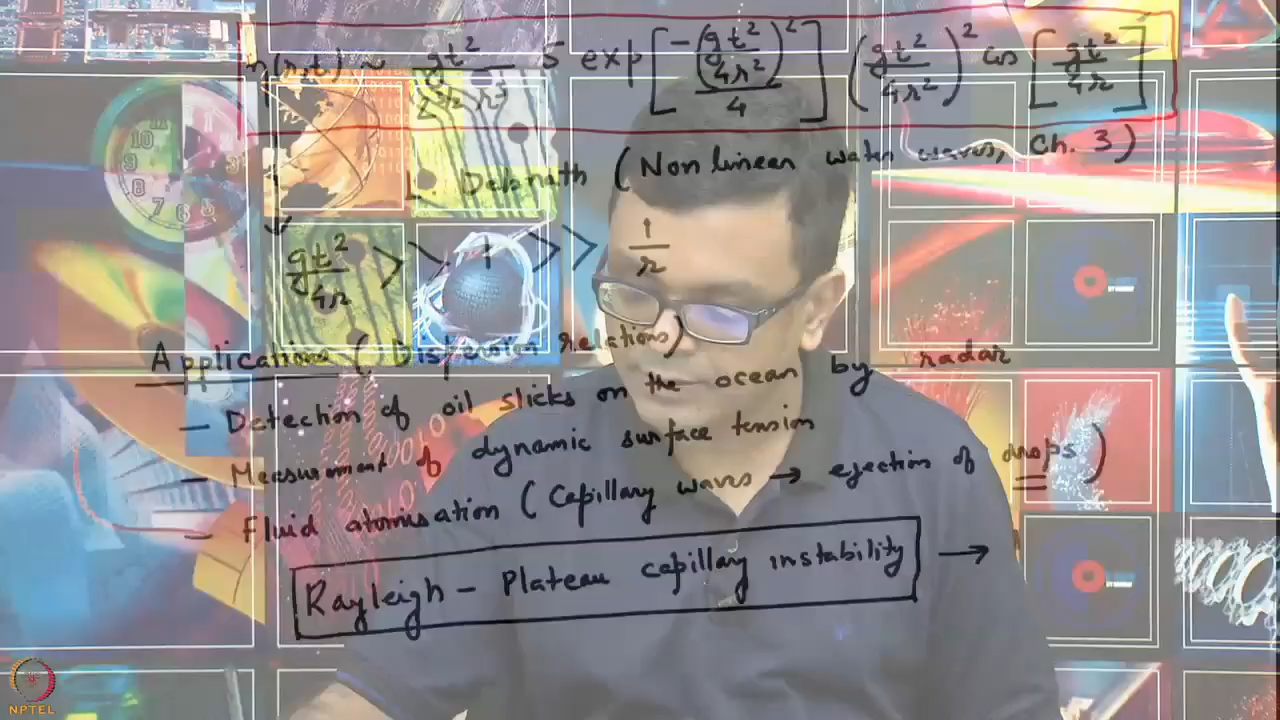 η(r,t) ~ gt² / 2^{3/2} r³ S exp[ -(gt²/4r²)² / 4 ] (gt²/4r²)² cos[ gt²/4r ]
Debnath (Non linear water waves, Ch. 3)
gt²/4r >> 1 >> 1/r
Applications (Dispersion relations)
- Detection of oil slicks on the ocean by radar
- Measurement of dynamic surface tension
- Fluid atomisation (Capillary waves → ejection of drops)
Rayleigh - Plateau capillary instability →
NPTEL